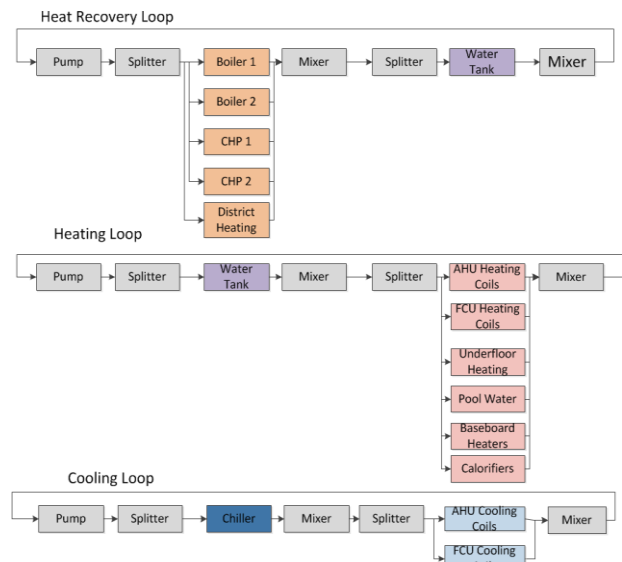 Heat Recovery Loop
Pump
Splitter
Boiler 1
Mixer
Splitter
Water
Tank
Mixer
Boiler 2
CHP 1
CHP 2
District
Heating
Heating Loop
Pump
Splitter
Water
Tank
Mixer
Splitter
AHU Heating
Coils
Mixer
FCU Heating
Coils
Underfloor
Heating
Pool Water
Baseboard
Heaters
Calorifiers
Cooling Loop
Pump
Splitter
Chiller
Mixer
Splitter
AHU Cooling
Coils
Mixer
FCU Cooling